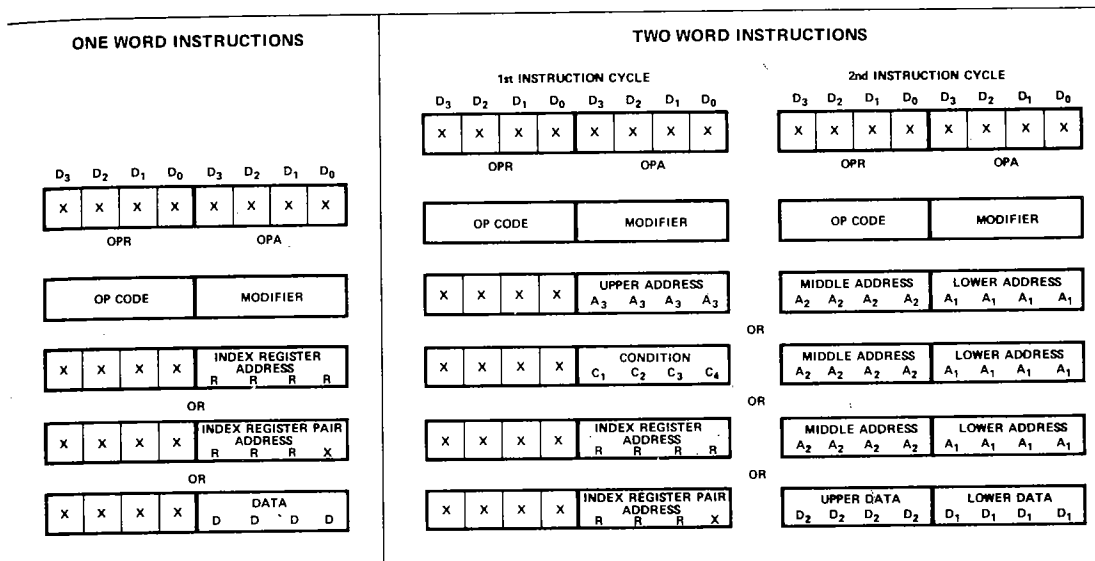 ONE WORD INSTRUCTIONS
D3 D2 D1 D0 D3 D2 D1 D0
X X X X X X X X
OPR OPA
OP CODE MODIFIER
X X X X INDEX REGISTER
ADDRESS
R R R R
OR
X X X X INDEX REGISTER PAIR
ADDRESS
R R R X
OR
X X X X DATA
D D D D
TWO WORD INSTRUCTIONS
1st INSTRUCTION CYCLE 2nd INSTRUCTION CYCLE
D3 D2 D1 D0 D3 D2 D1 D0 D3 D2 D1 D0 D3 D2 D1 D0
X X X X X X X X X X X X X X X X
OPR OPA OPR OPA
OP CODE MODIFIER OP CODE MODIFIER
X X X X UPPER ADDRESS MIDDLE ADDRESS LOWER ADDRESS
A3 A3 A3 A3 A2 A2 A2 A2 A1 A1 A1 A1
OR
X X X X CONDITION MIDDLE ADDRESS LOWER ADDRESS
C1 C2 C3 C4 A2 A2 A2 A2 A1 A1 A1 A1
OR
X X X X INDEX REGISTER MIDDLE ADDRESS LOWER ADDRESS
ADDRESS
R R R R A2 A2 A2 A2 A1 A1 A1 A1
OR
X X X X INDEX REGISTER PAIR UPPER DATA LOWER DATA
ADDRESS
R R R X D2 D2 D2 D2 D1 D1 D1 D1